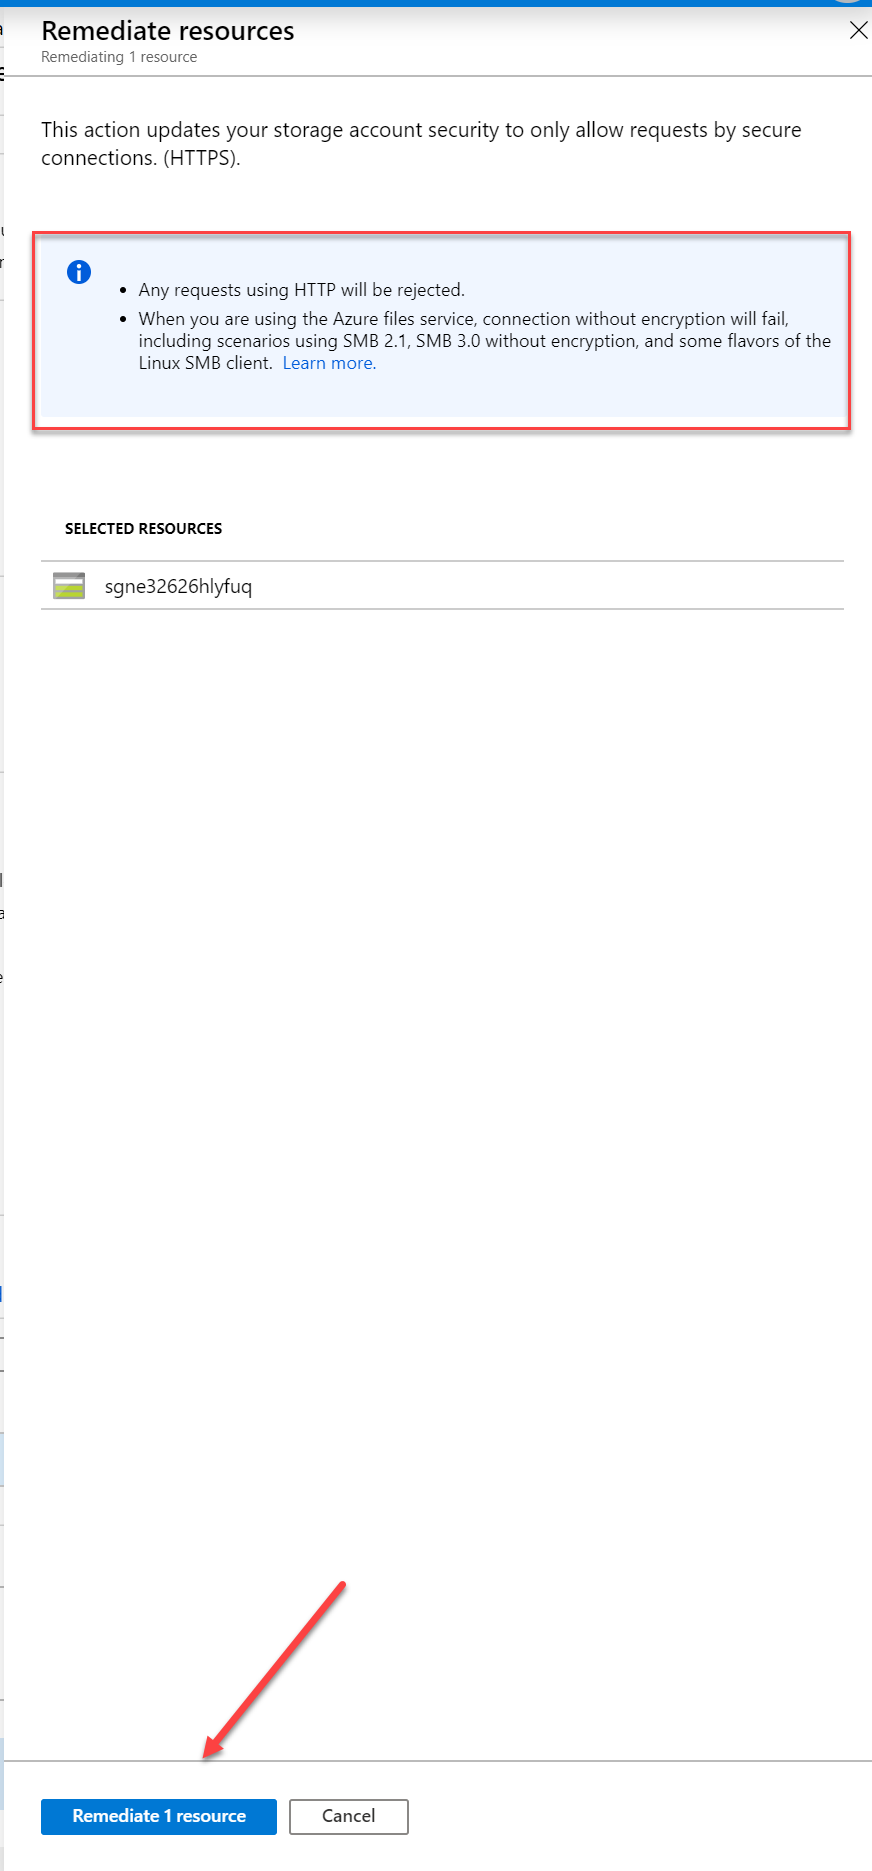 Remediate resources
Remediating 1 resource
This action updates your storage account security to only allow requests by secure
connections. (HTTPS).
• Any requests using HTTP will be rejected.
• When you are using the Azure files service, connection without encryption will fail,
including scenarios using SMB 2.1, SMB 3.0 without encryption, and some flavors of the
Linux SMB client. Learn more.
SELECTED RESOURCES
sgne32626hlyfuq
Remediate 1 resource
Cancel